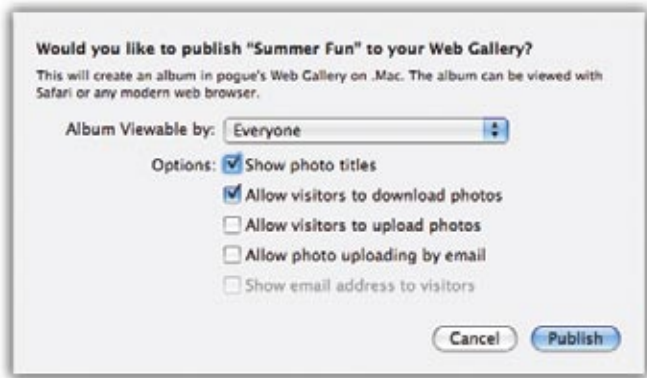 Would you like to publish “Summer Fun” to your Web Gallery?
This will create an album in pogue's Web Gallery on .Mac. The album can be viewed with
Safari or any modern web browser.
Album Viewable by: Everyone
Options: Show photo titles
Allow visitors to download photos
Allow visitors to upload photos
Allow photo uploading by email
Show email address to visitors
Cancel Publish